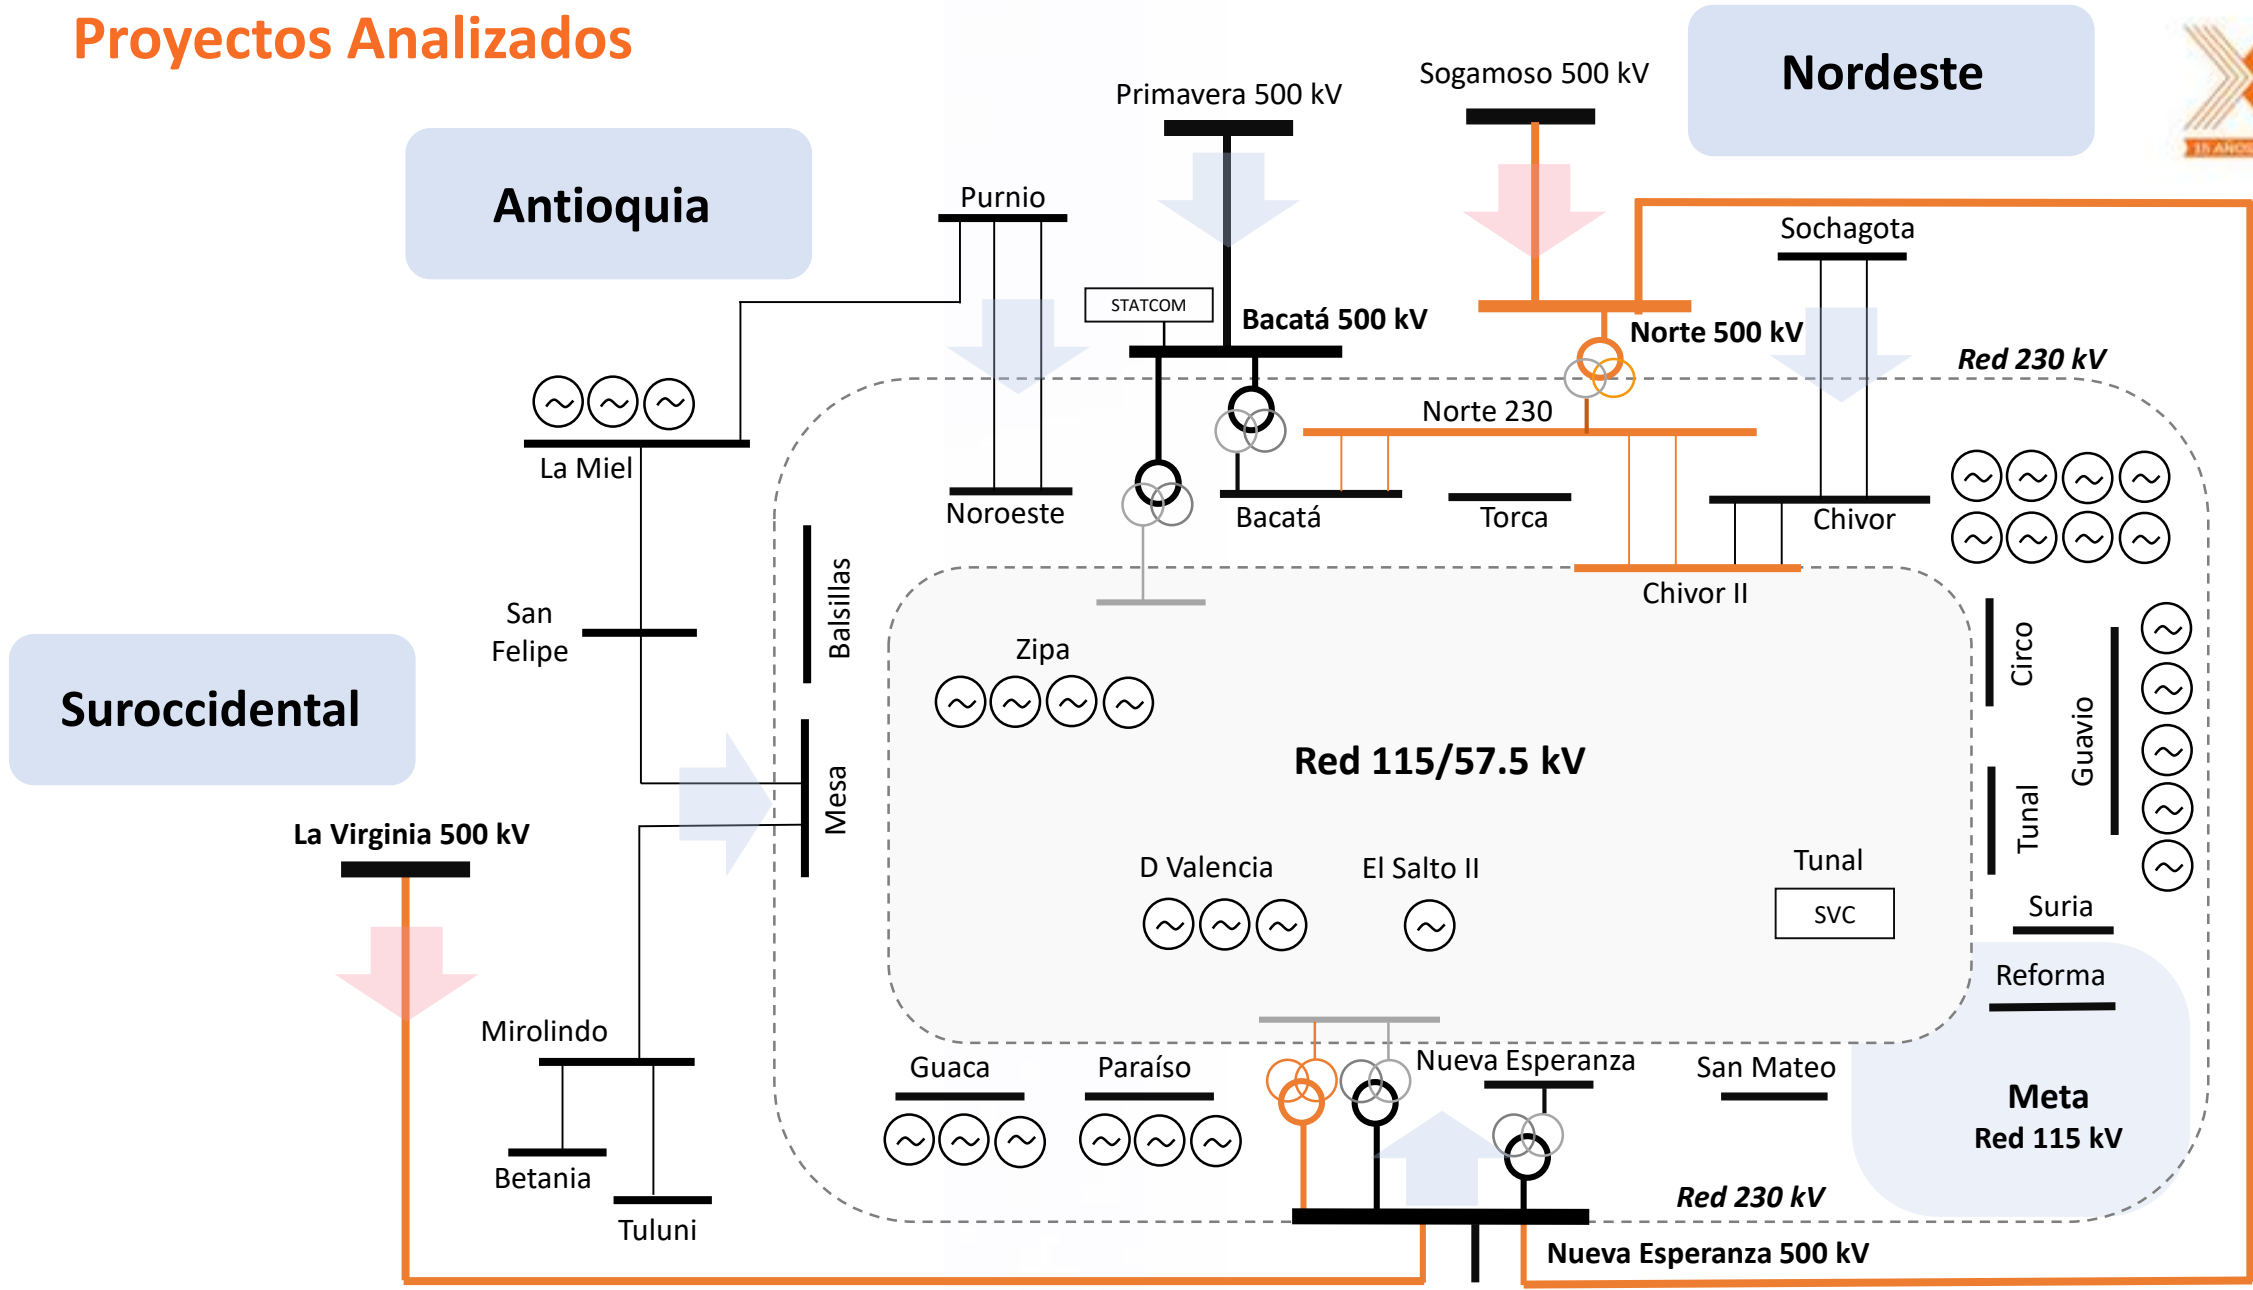 Proyectos Analizados
Nordeste
Sogamoso 500 kV
Primavera 500 kV
15 AÑOS
Antioquia
Purnio
Sochagota
STATCOM
Bacatá 500 kV
Norte 500 kV
Red 230 kV
Norte 230
La Miel
Noroeste
Bacatá
Torca
Chivor
Chivor II
San
Felipe
Balsillas
Zipa
Circo
Guavio
Suroccidental
Red 115/57.5 kV
Mesa
Tunal
La Virginia 500 kV
D Valencia
El Salto II
Tunal
SVC
Suria
Reforma
Mirolindo
Guaca
Paraíso
Nueva Esperanza
San Mateo
Meta
Red 115 kV
Betania
Tuluni
Red 230 kV
Nueva Esperanza 500 kV